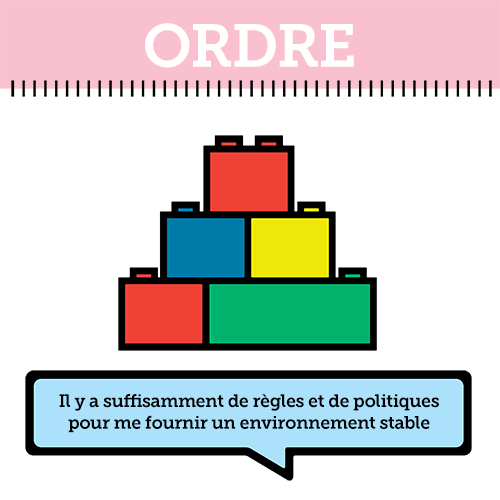 ORDRE
Il y a suffisamment de règles et de politiques
pour me fournir un environnement stable